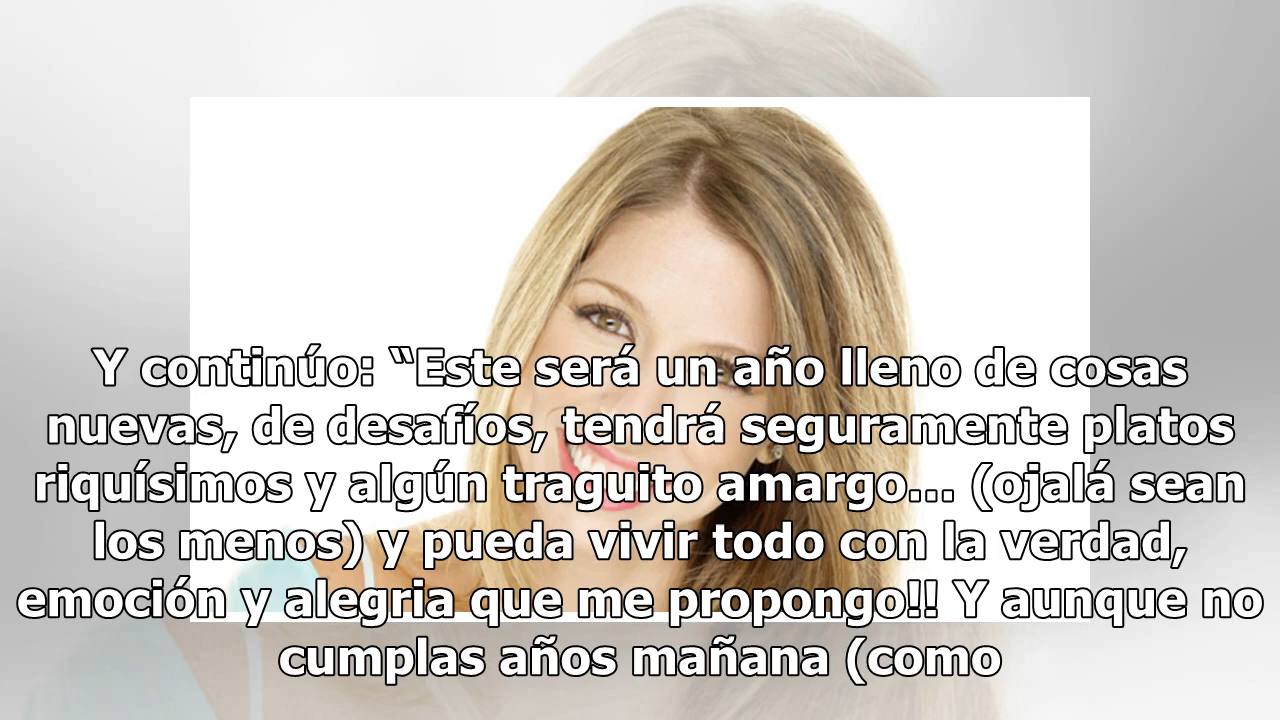 Y continúo: “Este será un año lleno de cosas
nuevas, de desafíos, tendrá seguramente platos
riquísimos y algún traguito amargo... (ojalá sean
los menos) y pueda vivir todo con la verdad,
emoción y alegria que me propongo!! Y aunque no
cumplas años mañana (como